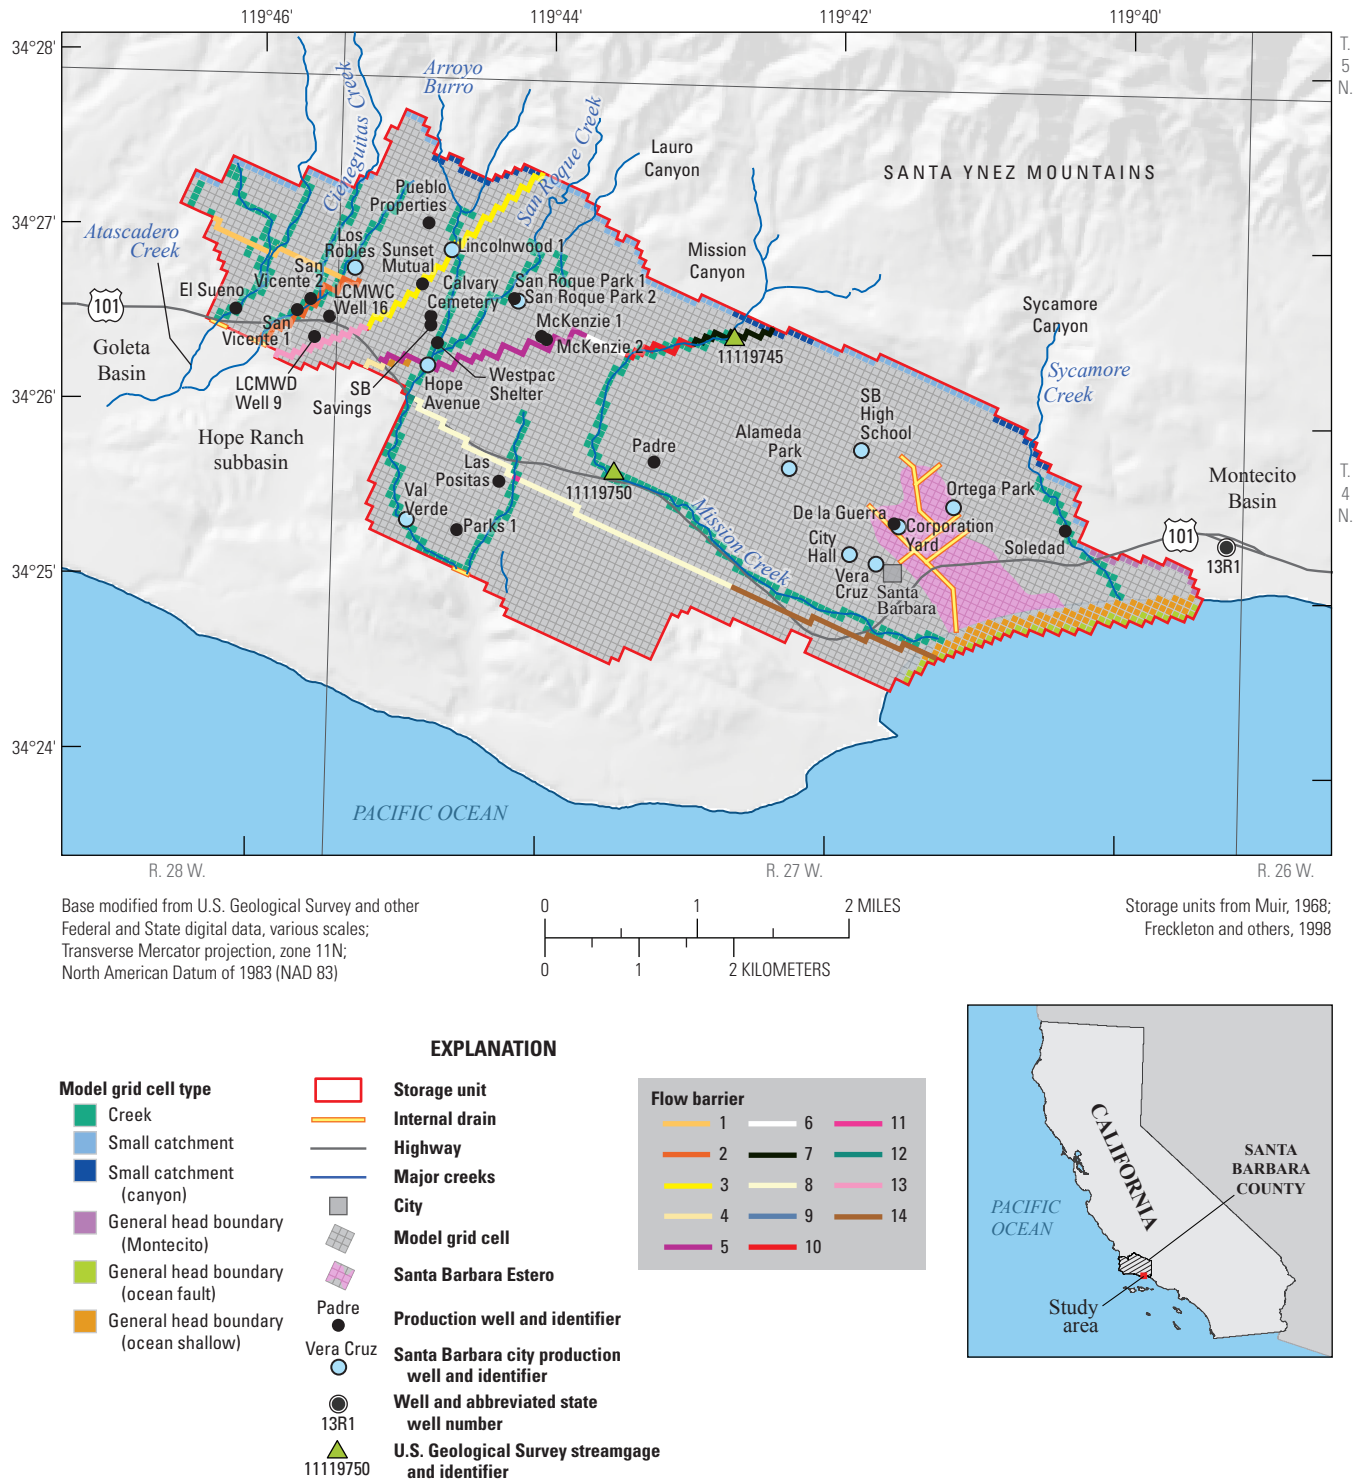 119°46'
119°44'
119°42'
119°40'
34°28'
34°27'
34°26'
34°25'
34°24'
T.
5
N.
T.
4
N.
Cieneguitas Creek
Arroyo
Burro
San Roque Creek
Lauro
Canyon
SANTA YNEZ MOUNTAINS
Pueblo
Properties
Atascadero
Creek
Los
Robles
Sunset
Mutual
Lincolnwood 1
Mission
Canyon
San
Vicente 2
El Sueno
LCMWC
Well 16
Calvary
Cemetery
San Roque Park 1
San Roque Park 2
101
San
Vicente 1
McKenzie 1
McKenzie 2
11119745
Sycamore
Canyon
Goleta
Basin
LCMWD
Well 9
SB
Savings
Hope
Avenue
Westpac
Shelter
Sycamore
Creek
SB
High
School
Hope Ranch
subbasin
Alameda
Park
Padre
Las
Positas
11119750
Montecito
Basin
Val
Verde
Parks 1
Mission Creek
De la Guerra
Ortega Park
Corporation
Yard
City
Hall
Vera
Cruz
Santa
Barbara
Soledad
101
13R1
PACIFIC OCEAN
R. 28 W.
R. 27 W.
R. 26 W.
Base modified from U.S. Geological Survey and other
Federal and State digital data, various scales;
Transverse Mercator projection, zone 11N;
North American Datum of 1983 (NAD 83)
0 1 2 MILES
0 1 2 KILOMETERS
Storage units from Muir, 1968;
Freckleton and others, 1998
EXPLANATION
Model grid cell type
Creek
Small catchment
Small catchment
(canyon)
General head boundary
(Montecito)
General head boundary
(ocean fault)
General head boundary
(ocean shallow)
Storage unit
Internal drain
Highway
Major creeks
City
Model grid cell
Santa Barbara Estero
Padre
Production well and identifier
Vera Cruz
Santa Barbara city production
well and identifier
Well and abbreviated state
well number
13R1
U.S. Geological Survey streamgage
and identifier
11119750
Flow barrier
1
2
3
4
5
6
7
8
9
10
11
12
13
14
CALIFORNIA
SANTA
BARBARA
COUNTY
PACIFIC
OCEAN
Study
area